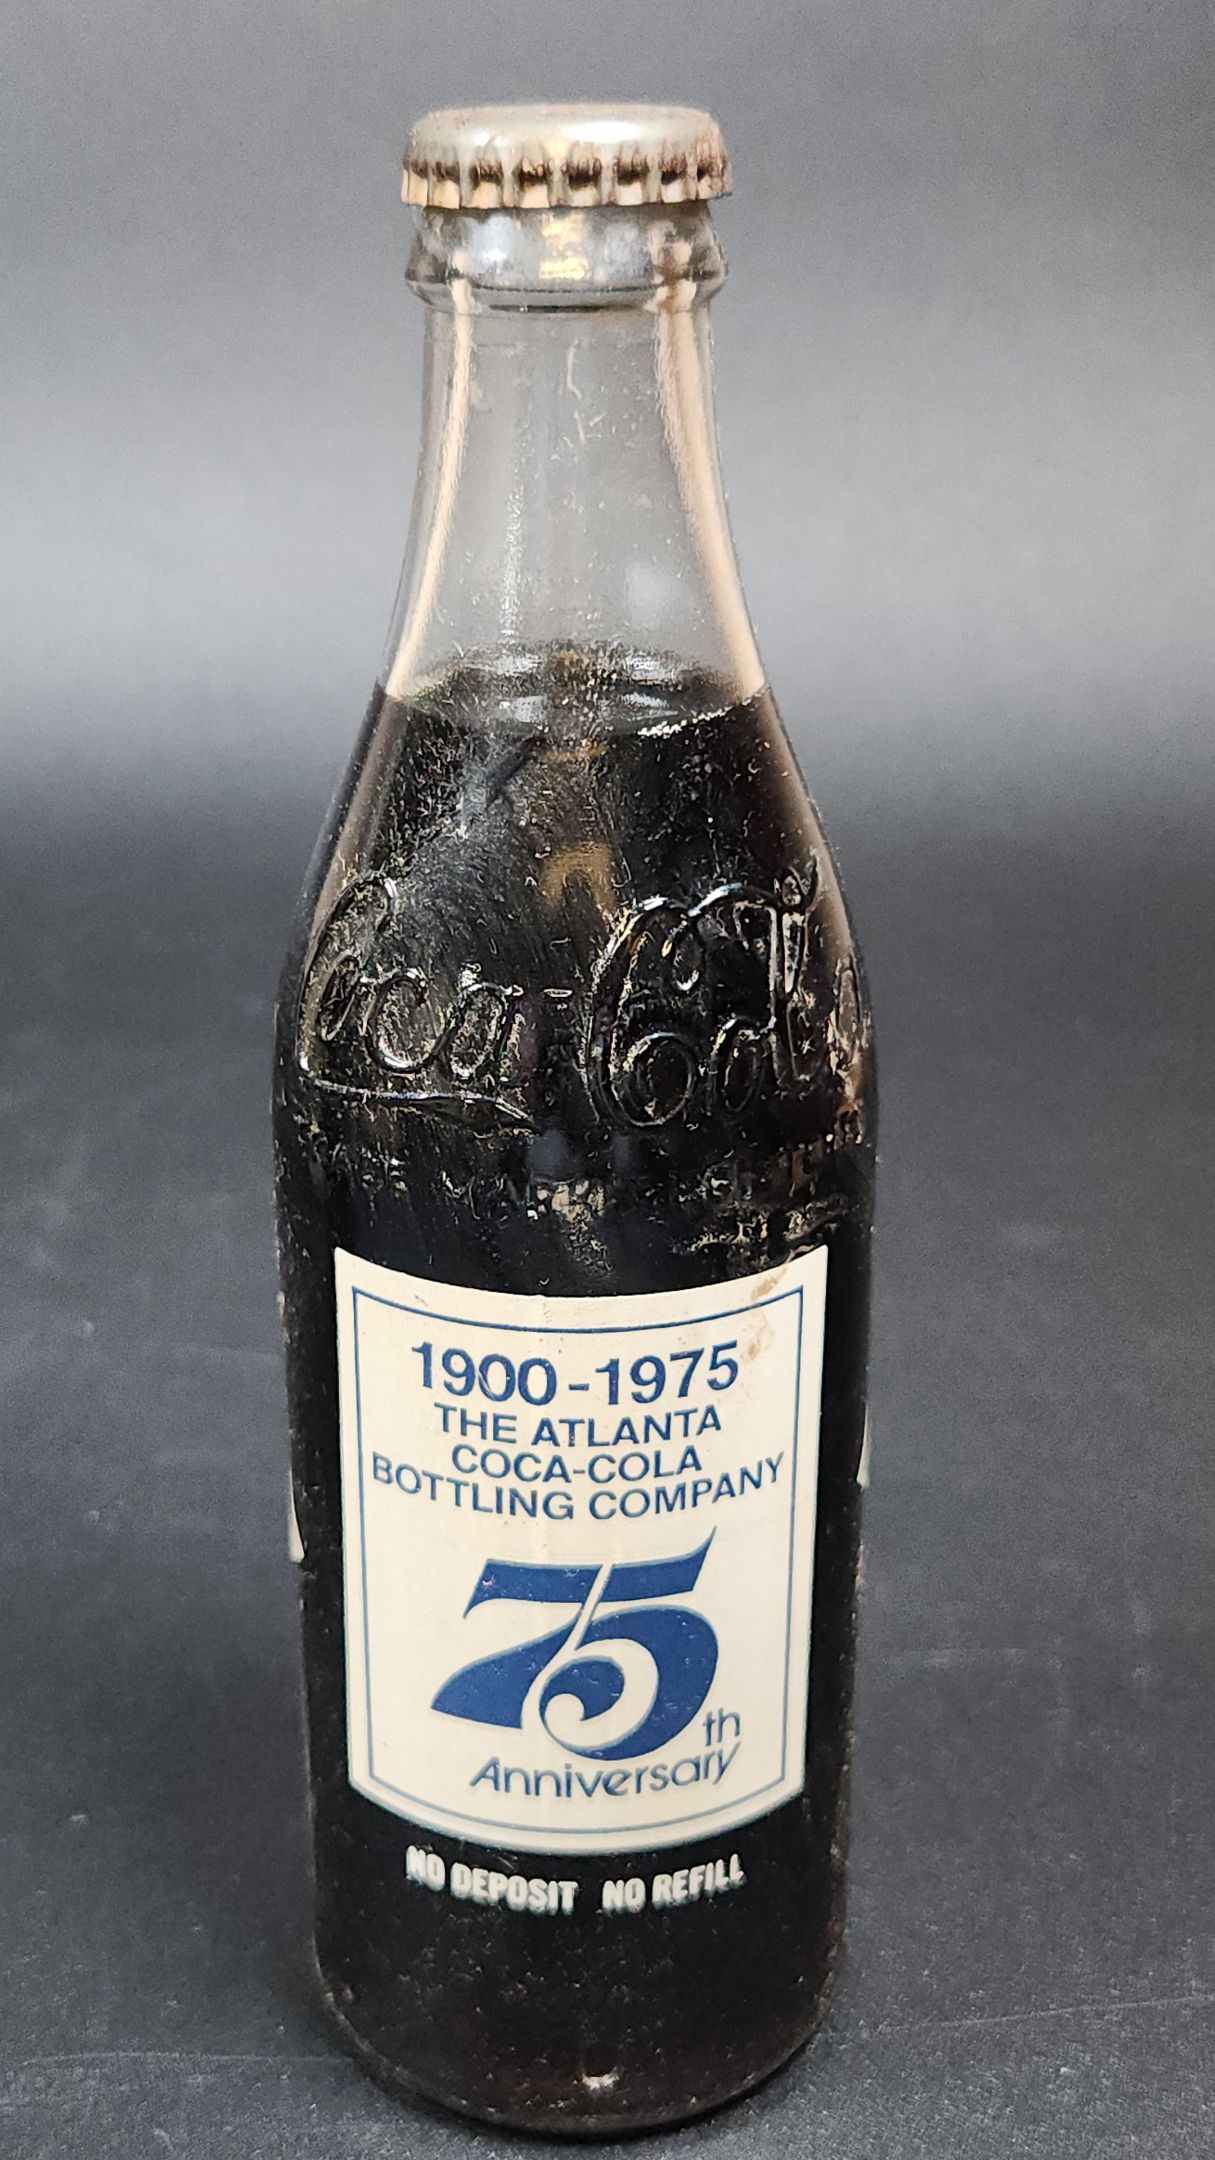 Coca-Cola
1900-1975
THE ATLANTA
COCA-COLA
BOTTLING COMPANY
75th
Anniversary
NO DEPOSIT NO REFILL